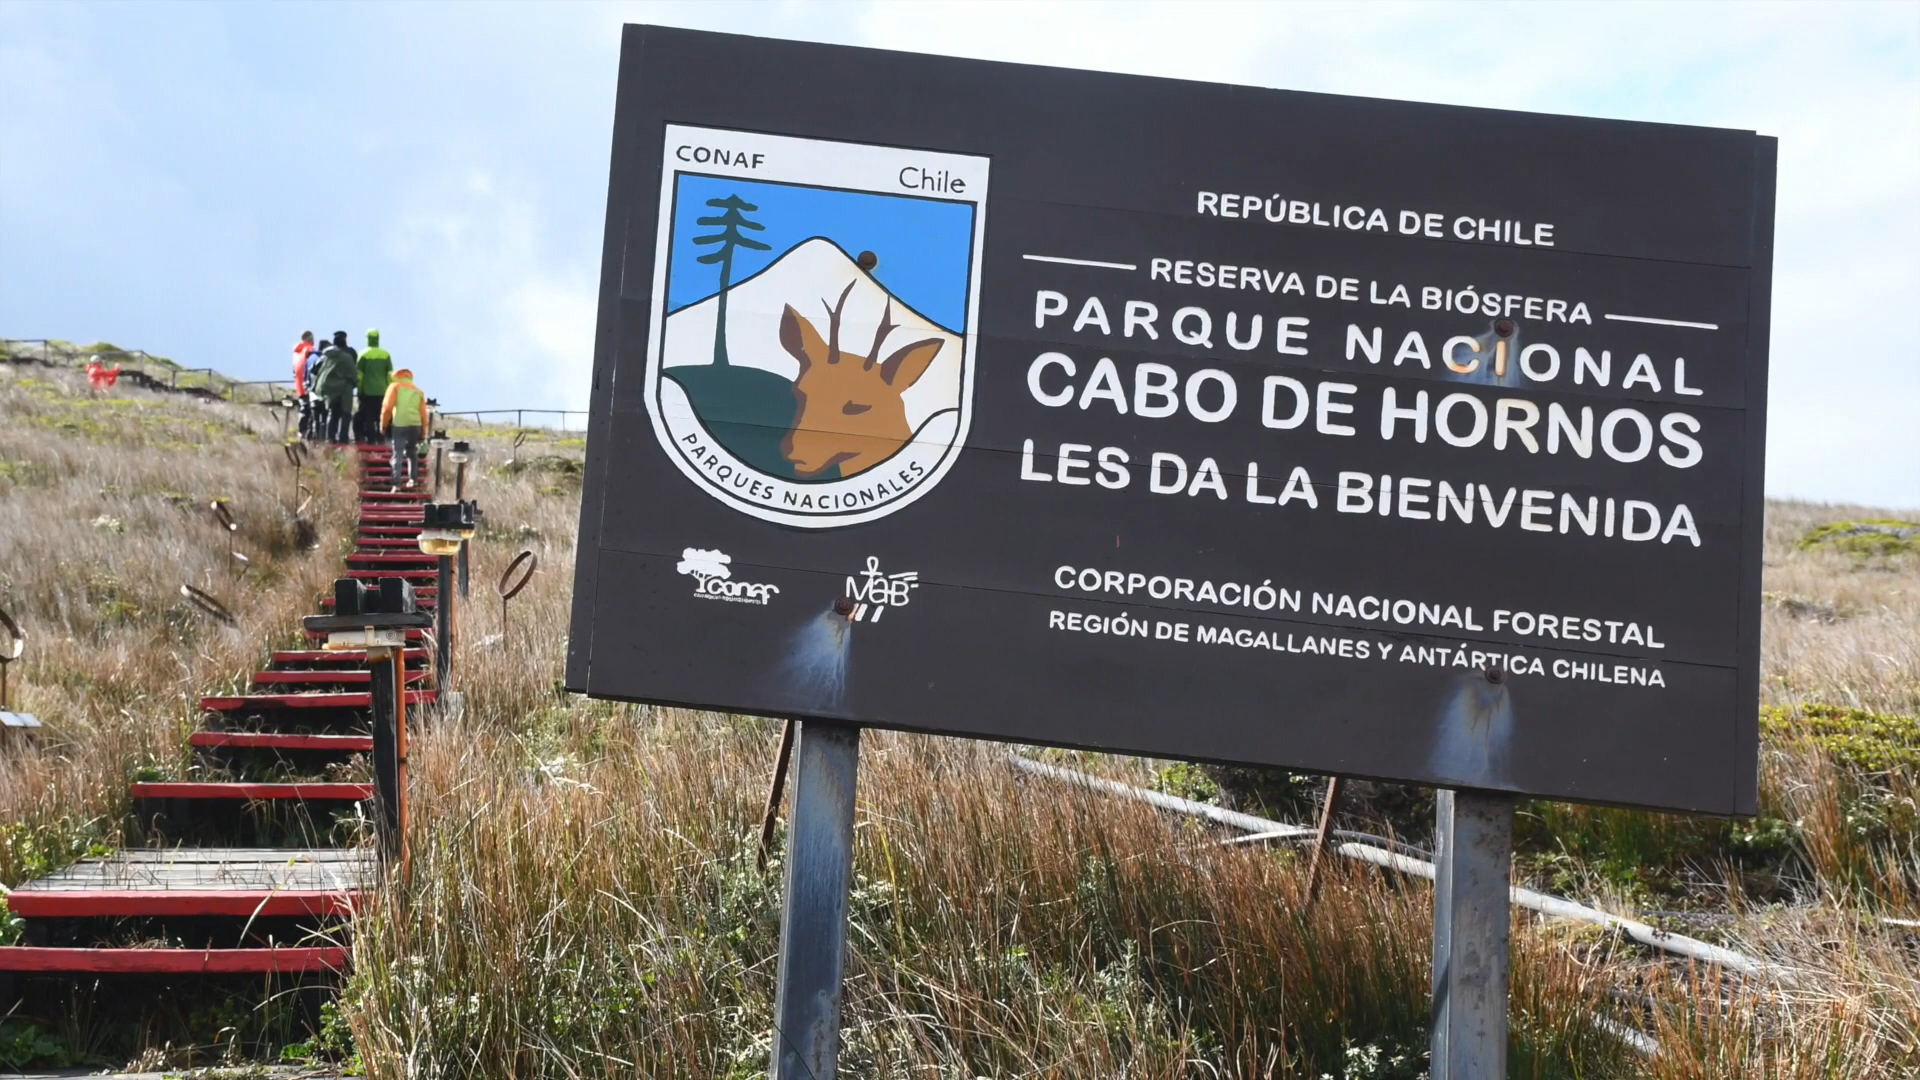 CONAF
Chile
PARQUES NACIONALES
REPÚBLICA DE CHILE
RESERVA DE LA BIÓSFERA
PARQUE NACIONAL
CABO DE HORNOS
LES DA LA BIENVENIDA
CORPORACIÓN NACIONAL FORESTAL
REGIÓN DE MAGALLANES Y ANTÁRTICA CHILENA
conaf
MaB